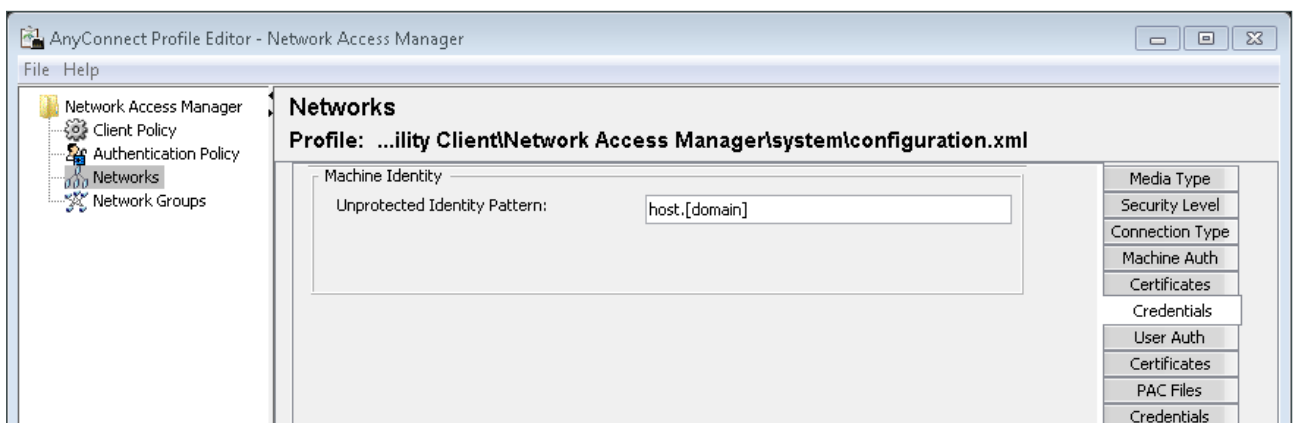 AnyConnect Profile Editor - Network Access Manager
File Help
Network Access Manager
Client Policy
Authentication Policy
Networks
Network Groups
Networks
Profile: ...ility Client\Network Access Manager\system\configuration.xml
Machine Identity
Unprotected Identity Pattern: host.[domain]
Media Type
Security Level
Connection Type
Machine Auth
Certificates
Credentials
User Auth
Certificates
PAC Files
Credentials